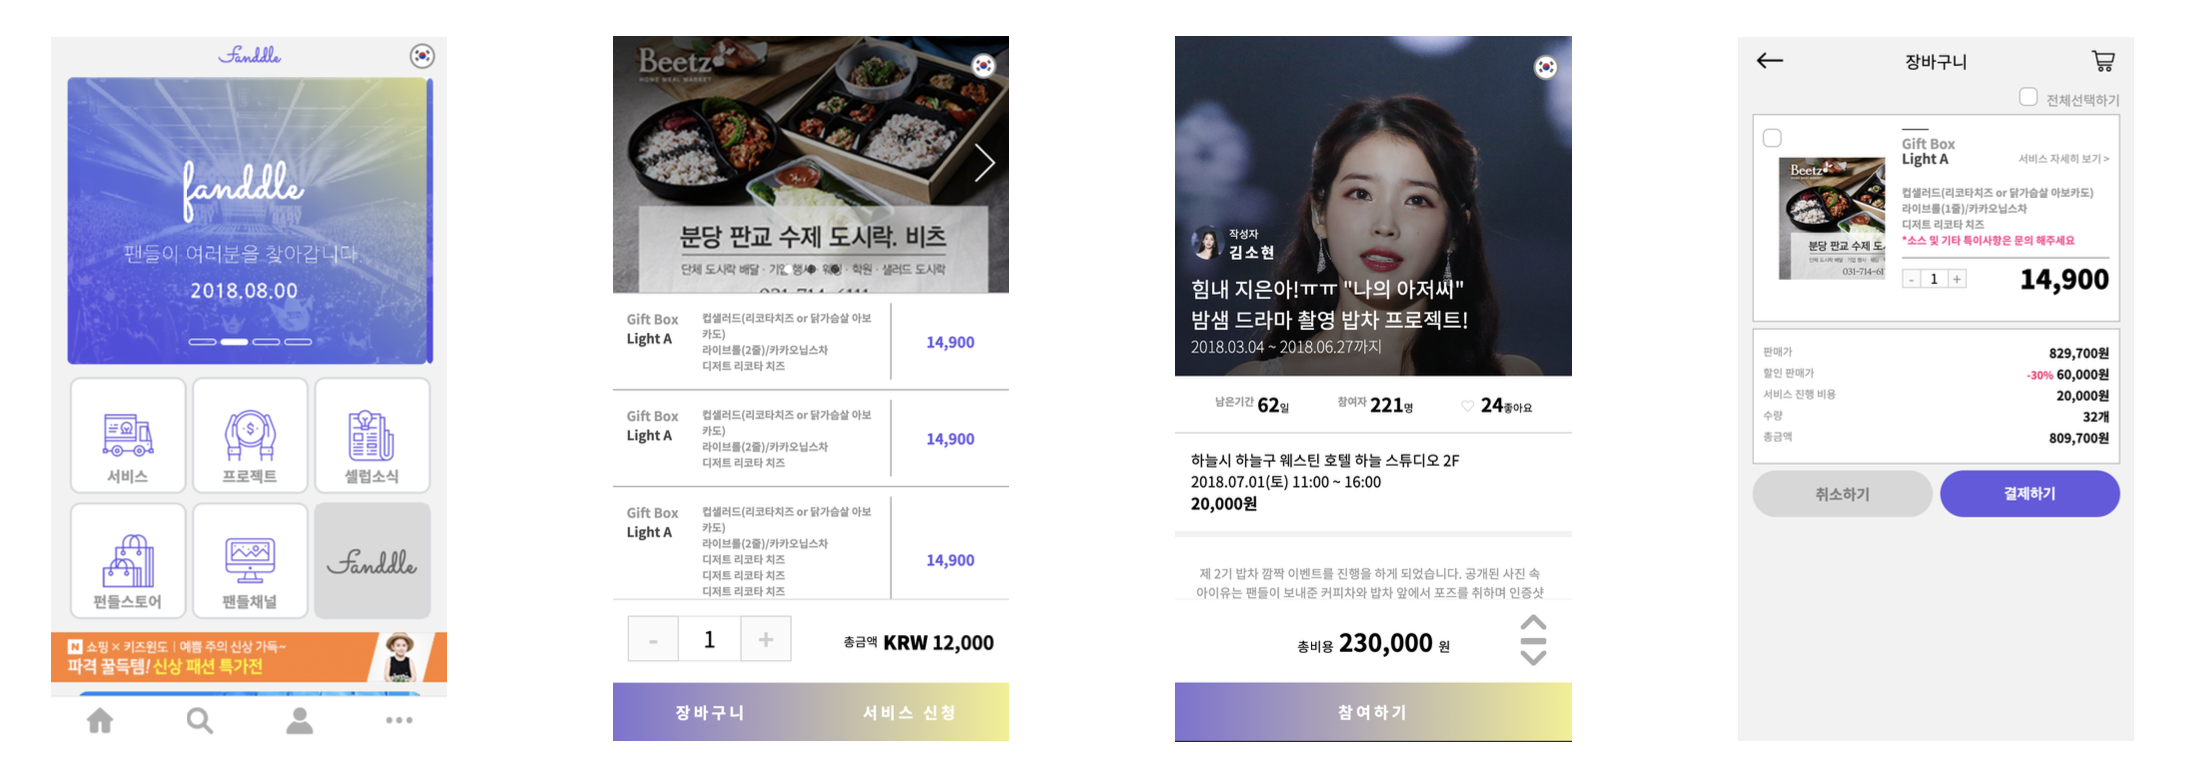 fanddle
fanddle
팬들이 여러분을 찾아갑니다.
2018.08.00
서비스
프로젝트
셀럽소식
펀들스토어
팬들채널
fanddle
N 쇼핑 × 키즈윈도 | 예쁨 주의 신상 가득~
파격 꿀득템! 신상 패션 특가전
Beetz
HOME MEAL MARKET
분당 판교 수제 도시락. 비츠
단체 도시락 배달 · 기업 행사 · 워크 · 학원 · 샐러드 도시락
031-714-6111
Gift Box
Light A
컵샐러드(리코타치즈 or 닭가슴살 아보
카도)
라이브롤(2줄)/카카오닙스차
디저트 리코타 치즈
14,900
Gift Box
Light A
컵샐러드(리코타치즈 or 닭가슴살 아보
카도)
라이브롤(2줄)/카카오닙스차
디저트 리코타 치즈
14,900
Gift Box
Light A
컵샐러드(리코타치즈 or 닭가슴살 아보
카도)
라이브롤(2줄)/카카오닙스차
디저트 리코타 치즈
디저트 리코타 치즈
디저트 리코타 치즈
14,900
- 1 +
총금액 KRW 12,000
장바구니
서비스 신청
작성자
김소현
힘내 지은아!ㅠㅠ "나의 아저씨"
밤샘 드라마 촬영 밥차 프로젝트!
2018.03.04 ~ 2018.06.27까지
남은기간 62일
참여자 221명
24좋아요
하늘시 하늘구 웨스틴 호텔 하늘 스튜디오 2F
2018.07.01(토) 11:00 ~ 16:00
20,000원
제 2기 밥차 깜짝 이벤트를 진행을 하게 되었습니다. 공개된 사진 속
아이유는 팬들이 보내준 커피차와 밥차 앞에서 포즈를 취하며 인증샷
총비용 230,000 원
참여하기
장바구니
전체선택하기
Gift Box
Light A
서비스 자세히 보기 >
Beetz
분당 판교 수제 도시
031-714-61
컵샐러드(리코타치즈 or 닭가슴살 아보카도)
라이브롤(1줄)/카카오닙스차
디저트 리코타 치즈
*소스 및 기타 특이사항은 문의 해주세요
- 1 +
14,900
판매가 829,700원
할인 판매가 -30% 60,000원
서비스 진행 비용 20,000원
수량 32개
총금액 809,700원
취소하기
결제하기